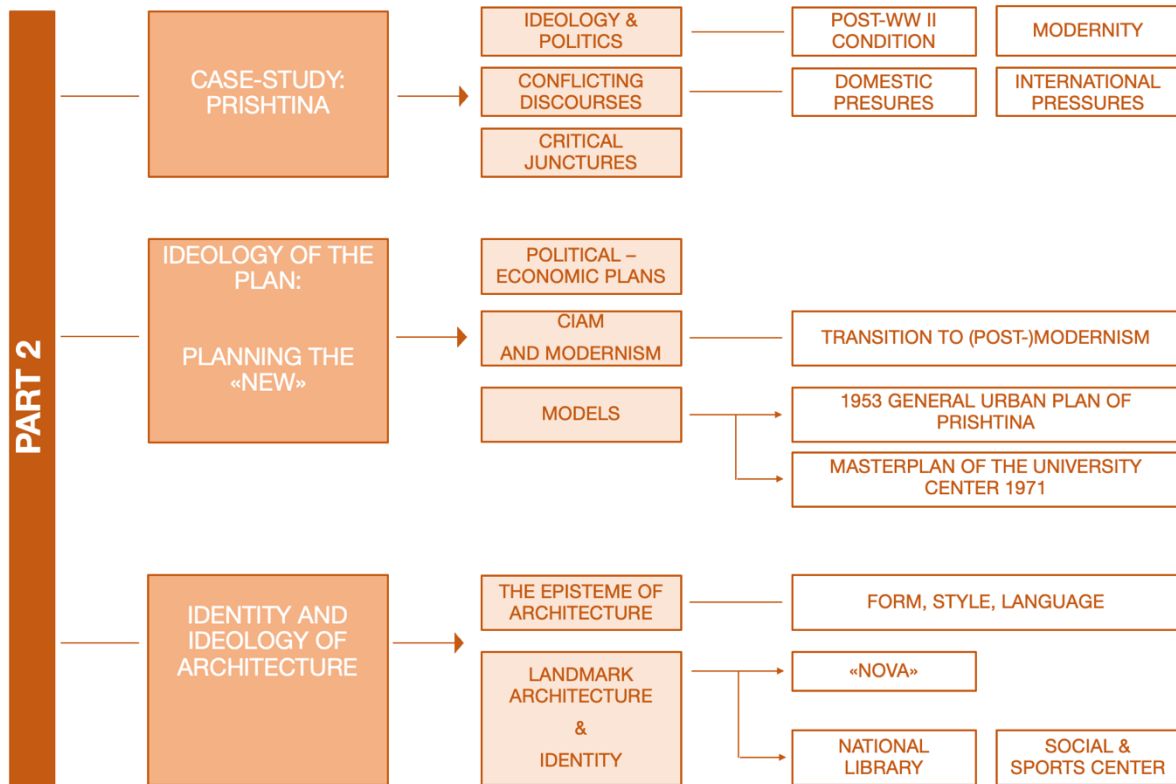 PART 2
CASE-STUDY:
PRISHTINA
IDEOLOGY &
POLITICS
POST-WW II
CONDITION
MODERNITY
CONFLICTING
DISCOURSES
DOMESTIC
PRESURES
INTERNATIONAL
PRESSURES
CRITICAL
JUNCTURES
IDEOLOGY OF THE
PLAN:
PLANNING THE
«NEW»
POLITICAL –
ECONOMIC PLANS
CIAM
AND MODERNISM
TRANSITION TO (POST-)MODERNISM
MODELS
1953 GENERAL URBAN PLAN OF
PRISHTINA
MASTERPLAN OF THE UNIVERSITY
CENTER 1971
IDENTITY AND
IDEOLOGY OF
ARCHITECTURE
THE EPISTEME OF
ARCHITECTURE
FORM, STYLE, LANGUAGE
LANDMARK
ARCHITECTURE
&
IDENTITY
«NOVA»
NATIONAL
LIBRARY
SOCIAL &
SPORTS CENTER